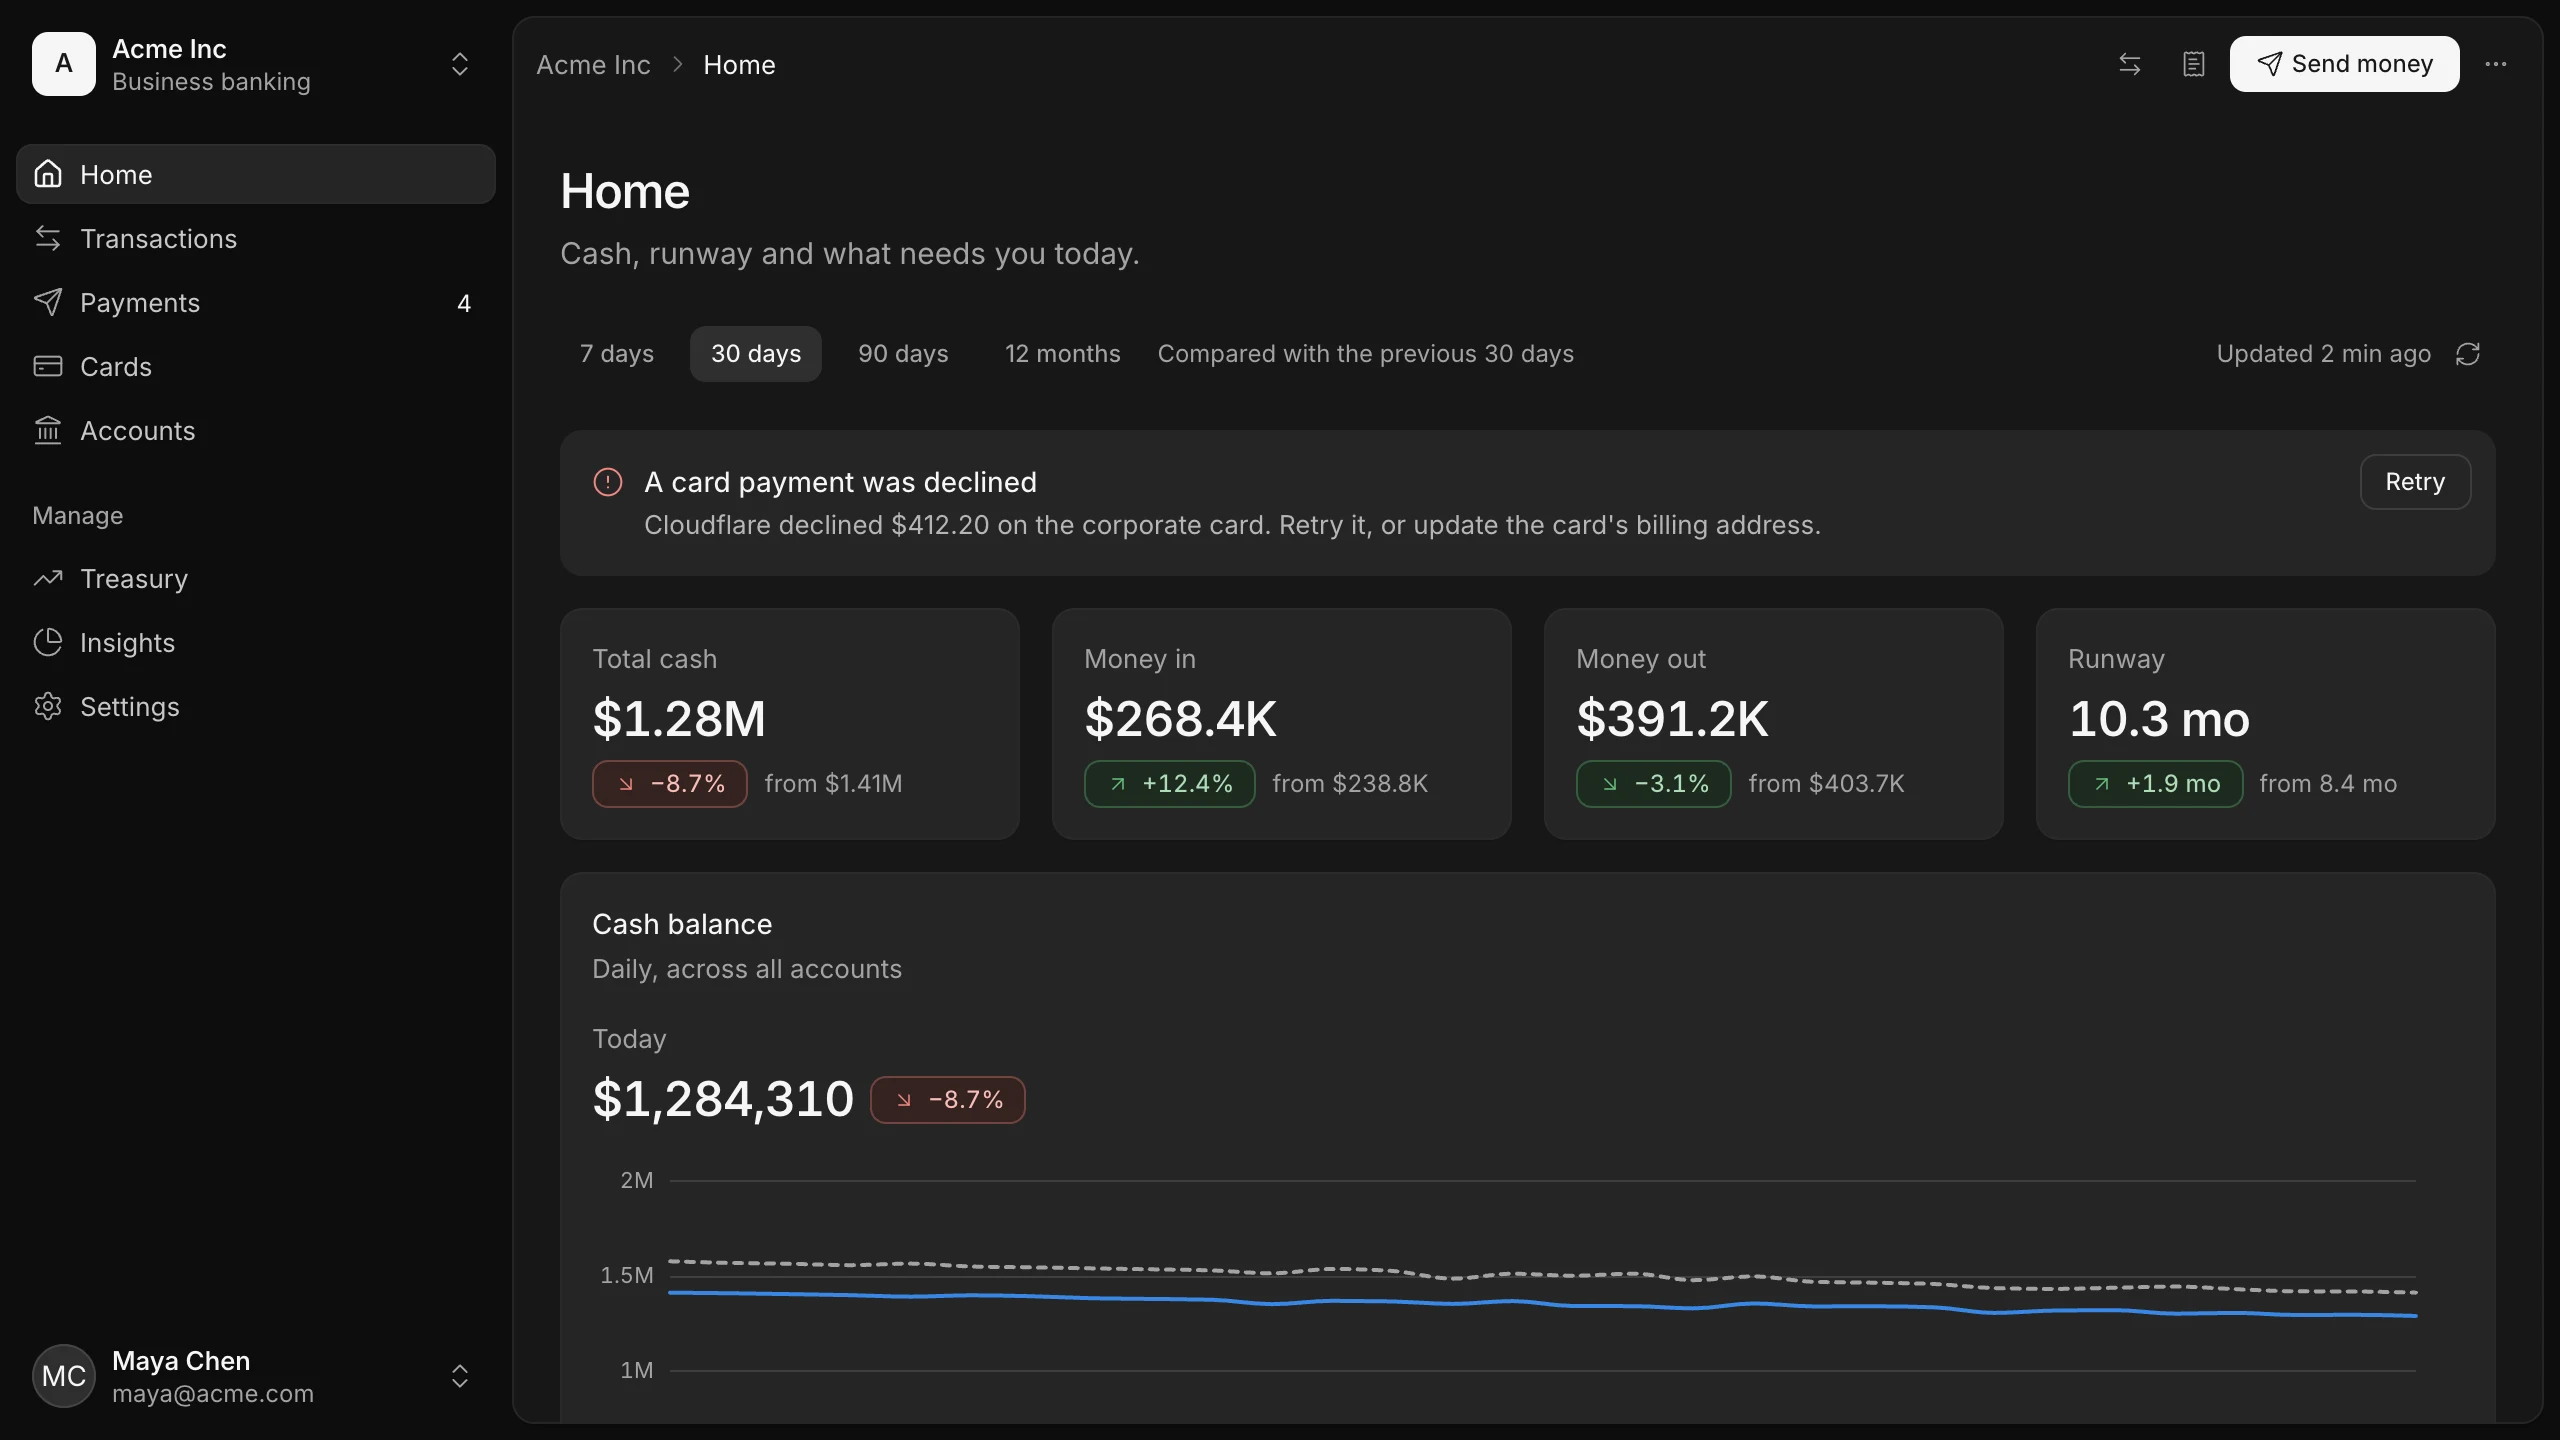 A
Acme Inc
Business banking
Home
Transactions
Payments 4
Cards
Accounts
Manage
Treasury
Insights
Settings
MC
Maya Chen
maya@acme.com
Acme Inc Home
Send money
Home
Cash, runway and what needs you today.
7 days 30 days 90 days 12 months Compared with the previous 30 days Updated 2 min ago
A card payment was declined
Cloudflare declined $412.20 on the corporate card. Retry it, or update the card's billing address.
Retry
Total cash
$1.28M
−8.7% from $1.41M
Money in
$268.4K
+12.4% from $238.8K
Money out
$391.2K
−3.1% from $403.7K
Runway
10.3 mo
+1.9 mo from 8.4 mo
Cash balance
Daily, across all accounts
Today
$1,284,310 −8.7%
2M
1.5M
1M